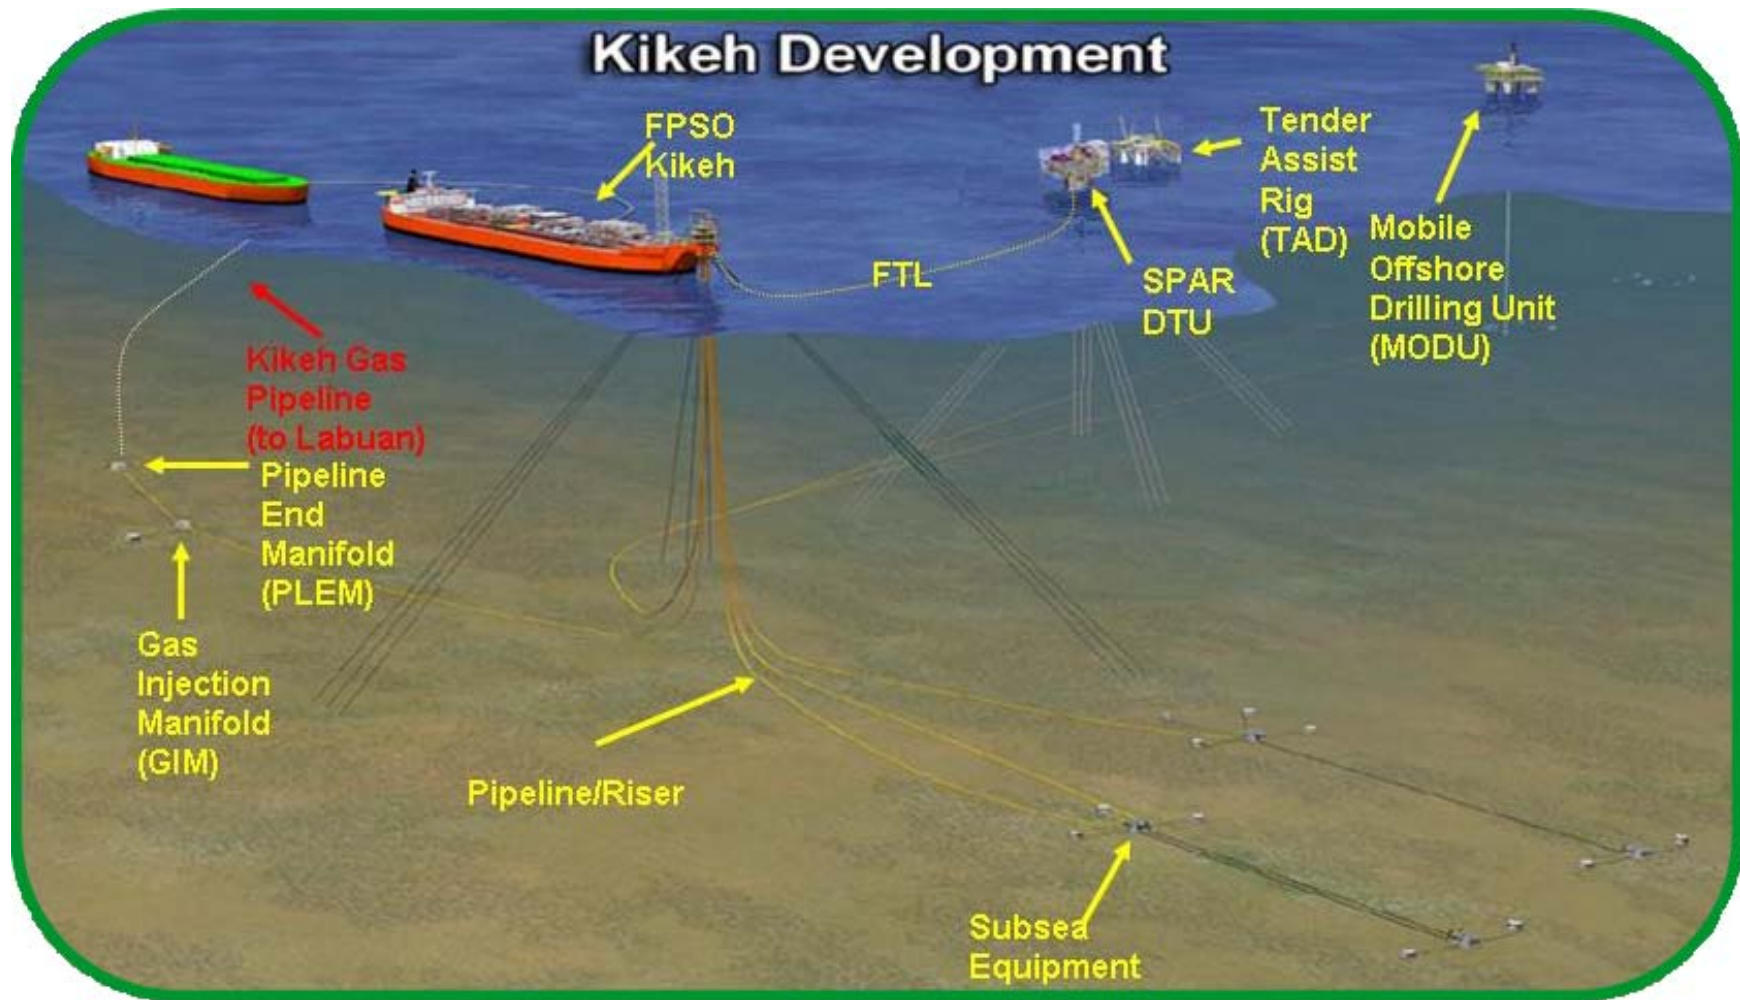 Kikeh Development
FPSO
Kikeh
Tender
Assist
Rig
(TAD)
Mobile
Offshore
Drilling Unit
(MODU)
FTL
SPAR
DTU
Kikeh Gas
Pipeline
(to Labuan)
Pipeline
End
Manifold
(PLEM)
Gas
Injection
Manifold
(GIM)
Pipeline/Riser
Subsea
Equipment